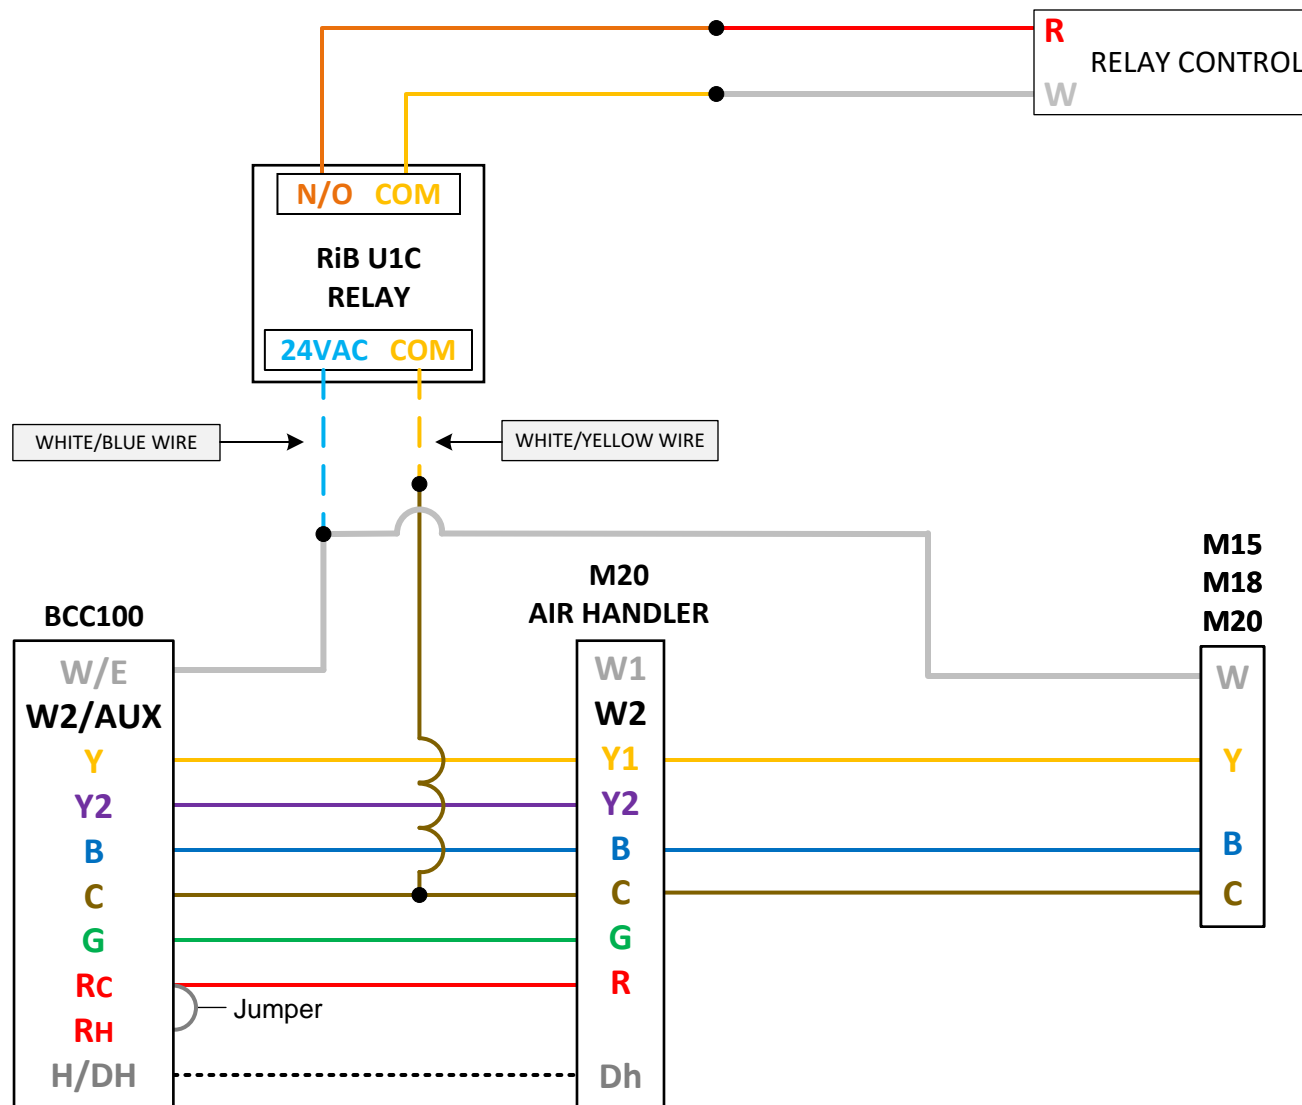 R
RELAY CONTROL
W
N/O COM
RiB U1C
RELAY
24VAC COM
WHITE/BLUE WIRE
WHITE/YELLOW WIRE
BCC100
W/E
W2/AUX
Y
Y2
B
C
G
RC
RH
H/DH
Jumper
M20
AIR HANDLER
W1
W2
Y1
Y2
B
C
G
R
Dh
M15
M18
M20
W
Y
B
C